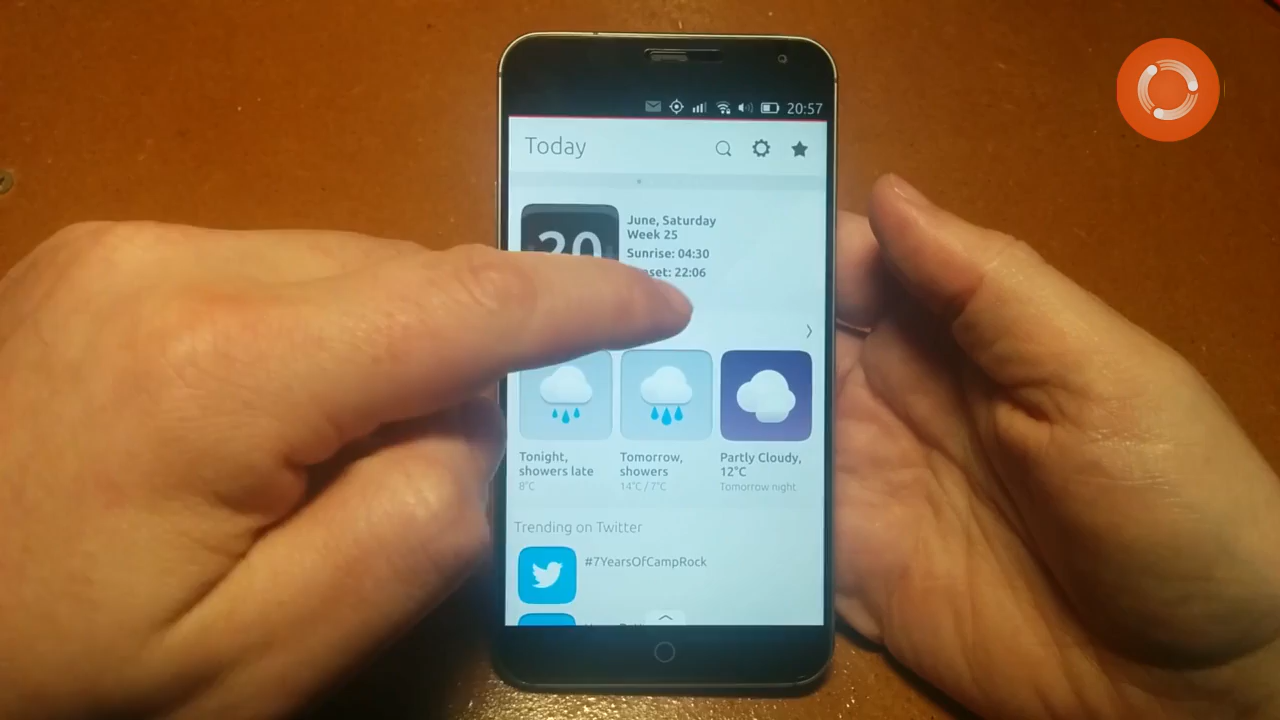 20:57
Today
20
June, Saturday
Week 25
Sunrise: 04:30
set: 22:06
Tonight,
showers late
8°C
Tomorrow,
showers
14°C / 7°C
Partly Cloudy,
12°C
Tomorrow night
Trending on Twitter
#7YearsOfCampRock